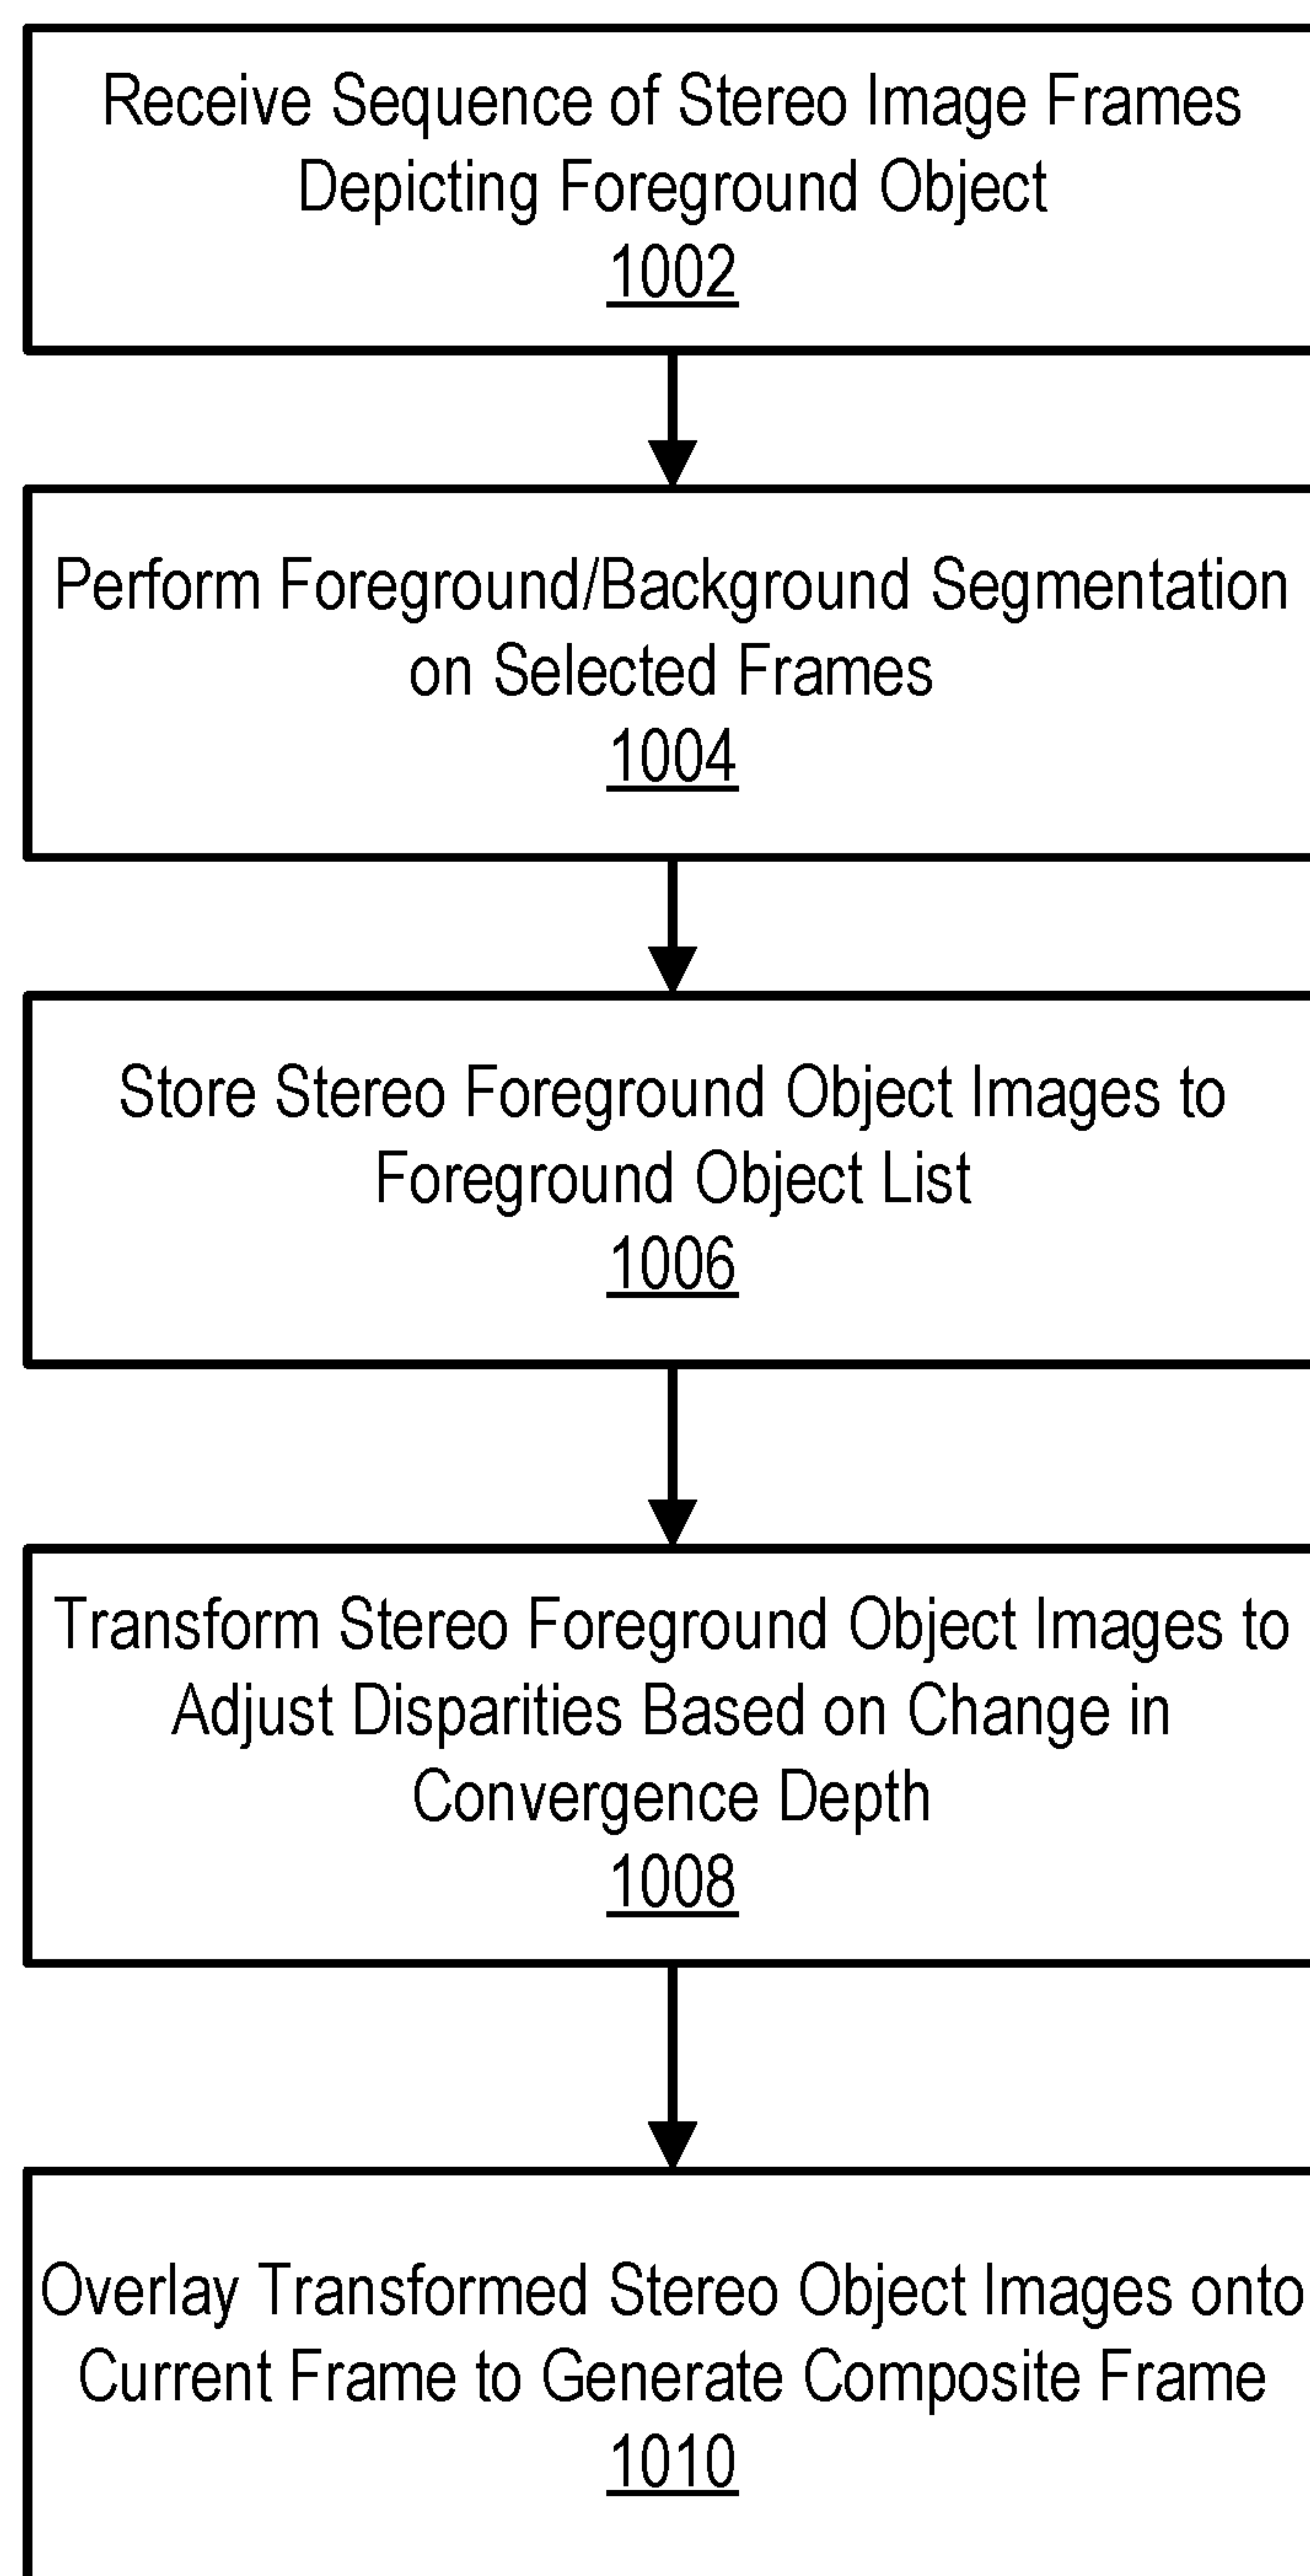 Receive Sequence of Stereo Image Frames
Depicting Foreground Object
1002
Perform Foreground/Background Segmentation
on Selected Frames
1004
Store Stereo Foreground Object Images to
Foreground Object List
1006
Transform Stereo Foreground Object Images to
Adjust Disparities Based on Change in
Convergence Depth
1008
Overlay Transformed Stereo Object Images onto
Current Frame to Generate Composite Frame
1010